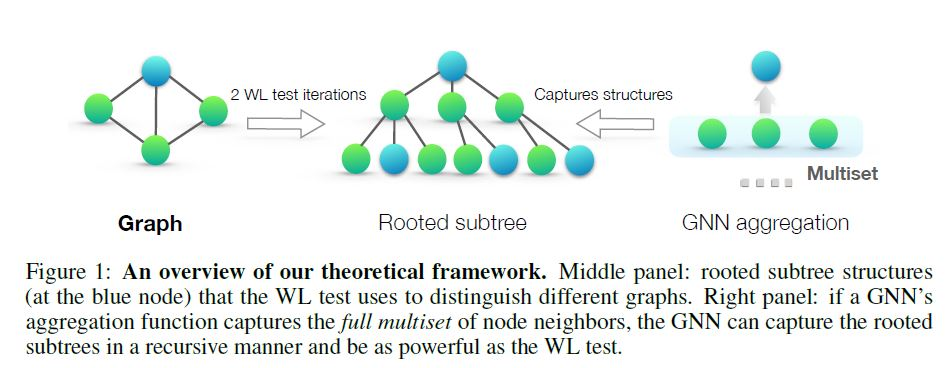 2 WL test iterations
Captures structures
Multiset
Graph
Rooted subtree
GNN aggregation
Figure 1: An overview of our theoretical framework. Middle panel: rooted subtree structures
(at the blue node) that the WL test uses to distinguish different graphs. Right panel: if a GNN’s
aggregation function captures the full multiset of node neighbors, the GNN can capture the rooted
subtrees in a recursive manner and be as powerful as the WL test.